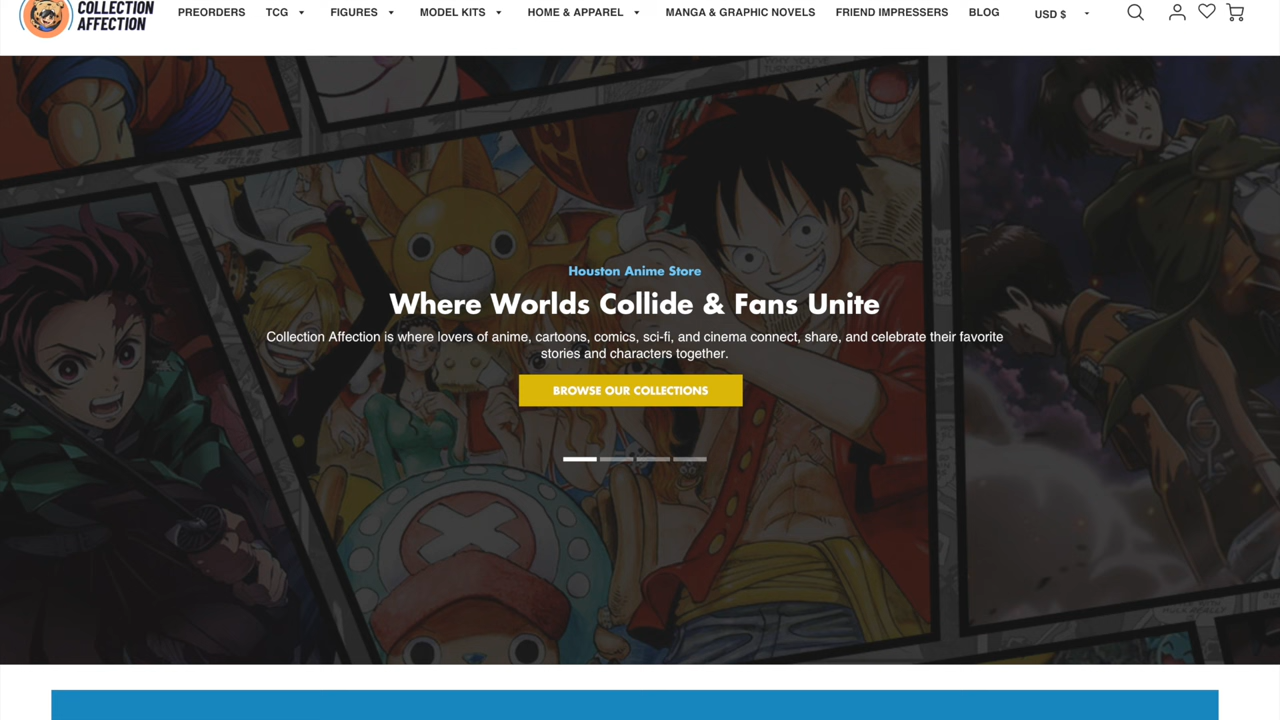 COLLECTION
AFFECTION
PREORDERS TCG FIGURES MODEL KITS HOME & APPAREL MANGA & GRAPHIC NOVELS FRIEND IMPRESSERS BLOG USD $
Houston Anime Store
Where Worlds Collide & Fans Unite
Collection Affection is where lovers of anime, cartoons, comics, sci-fi, and cinema connect, share, and celebrate their favorite
stories and characters together.
BROWSE OUR COLLECTIONS